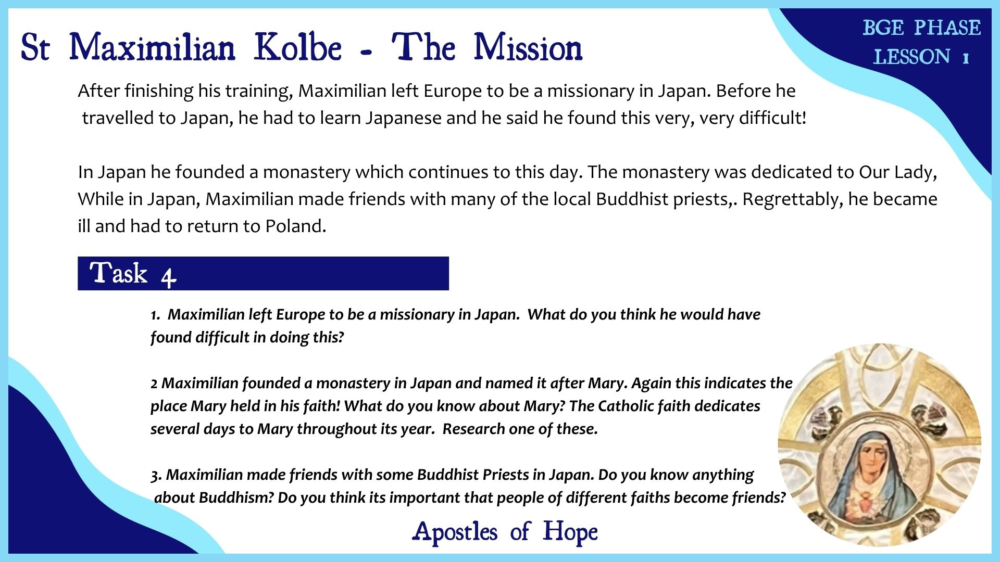 St Maximilian Kolbe - The Mission
BGE PHASE
LESSON 1
After finishing his training, Maximilian left Europe to be a missionary in Japan. Before he
travelled to Japan, he had to learn Japanese and he said he found this very, very difficult!
In Japan he founded a monastery which continues to this day. The monastery was dedicated to Our Lady,
While in Japan, Maximilian made friends with many of the local Buddhist priests,. Regrettably, he became
ill and had to return to Poland.
Task 4
1. Maximilian left Europe to be a missionary in Japan. What do you think he would have
found difficult in doing this?
2 Maximilian founded a monastery in Japan and named it after Mary. Again this indicates the
place Mary held in his faith! What do you know about Mary? The Catholic faith dedicates
several days to Mary throughout its year. Research one of these.
3. Maximilian made friends with some Buddhist Priests in Japan. Do you know anything
about Buddhism? Do you think its important that people of different faiths become friends?
Apostles of Hope